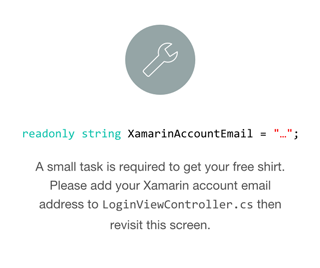 readonly string XamarinAccountEmail = "…";
A small task is required to get your free shirt.
Please add your Xamarin account email
address to LoginViewController.cs then
revisit this screen.